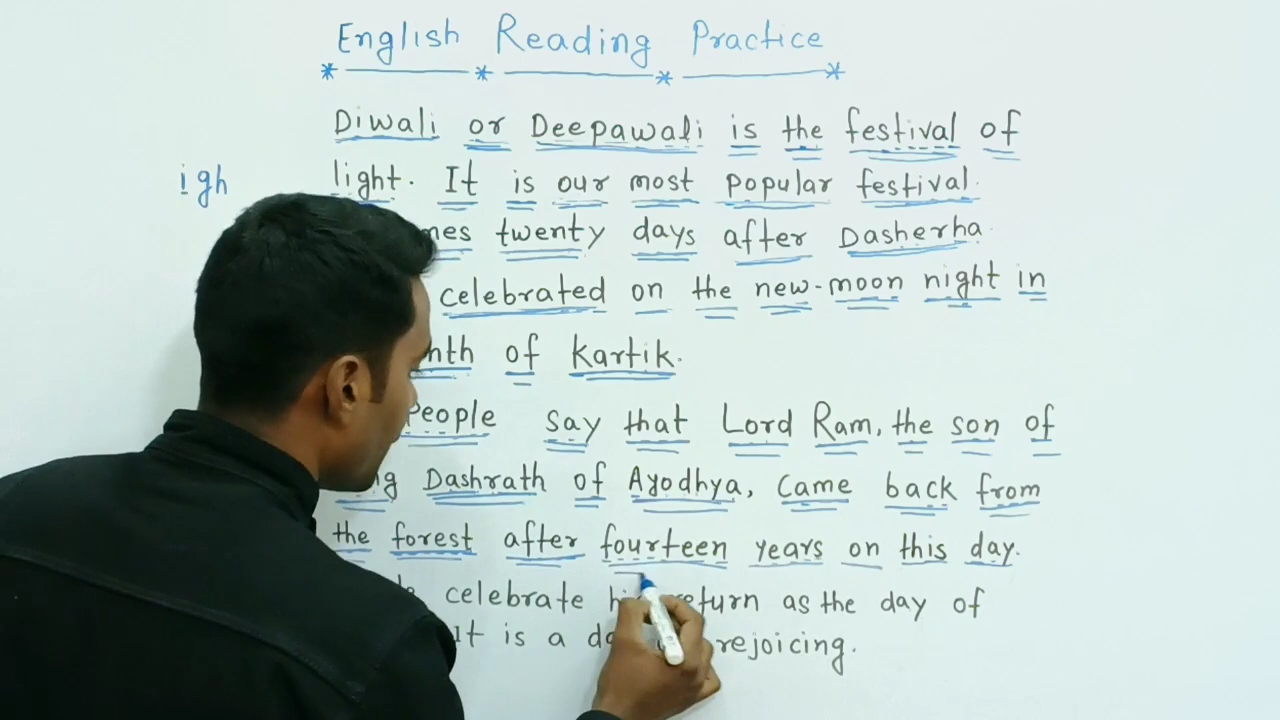 English Reading Practice
Diwali or Deepawali is the festival of
igh
light. It is our most popular festival.
twenty days after Dasherha
celebrated on the new-moon night in
of Kartik.
People say that Lord Ram, the son of
Dashrath of Ayodhya, came back from
the forest after fourteen years on this day.
celebrate return as the day of
It is a rejoicing.